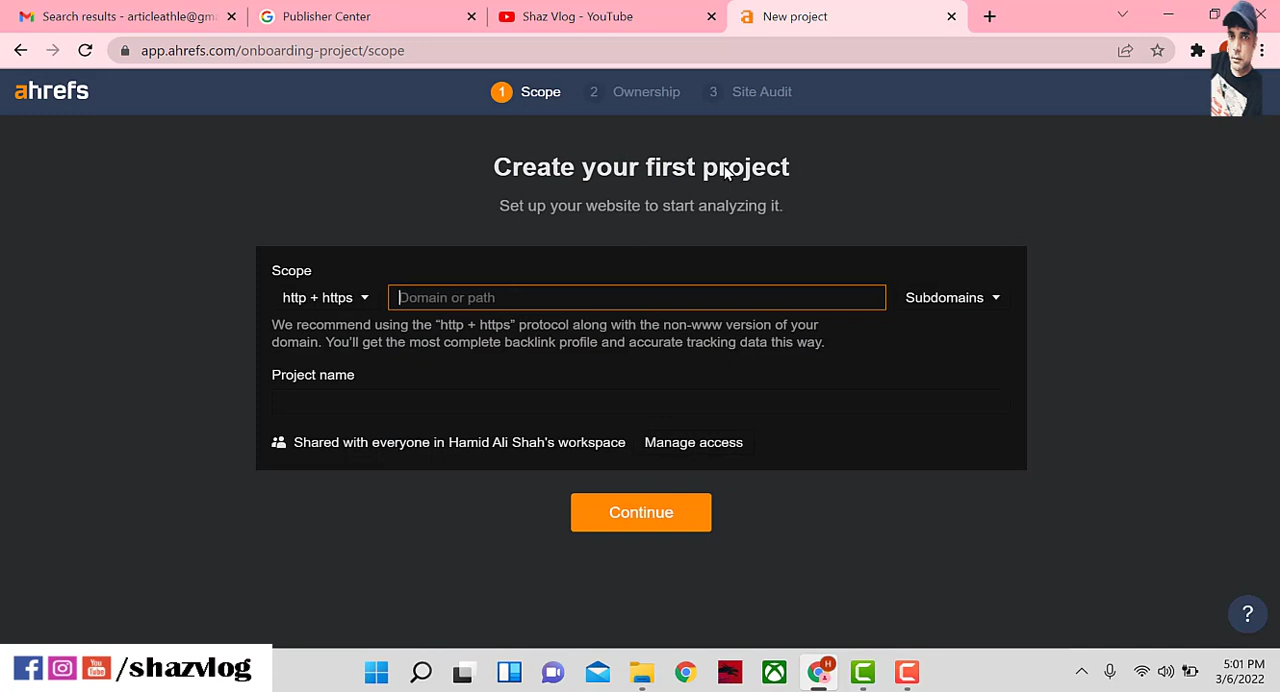 Search results - articleathle@gm
Publisher Center
Shaz Vlog - YouTube
New project
app.ahrefs.com/onboarding-project/scope
ahrefs
1 Scope
2 Ownership
3 Site Audit
Create your first project
Set up your website to start analyzing it.
Scope
http + https
Domain or path
Subdomains
We recommend using the “http + https” protocol along with the non-www version of your
domain. You’ll get the most complete backlink profile and accurate tracking data this way.
Project name
Shared with everyone in Hamid Ali Shah's workspace
Manage access
Continue
?
You
Tube
/shazvlog
H
5:01 PM
3/6/2022